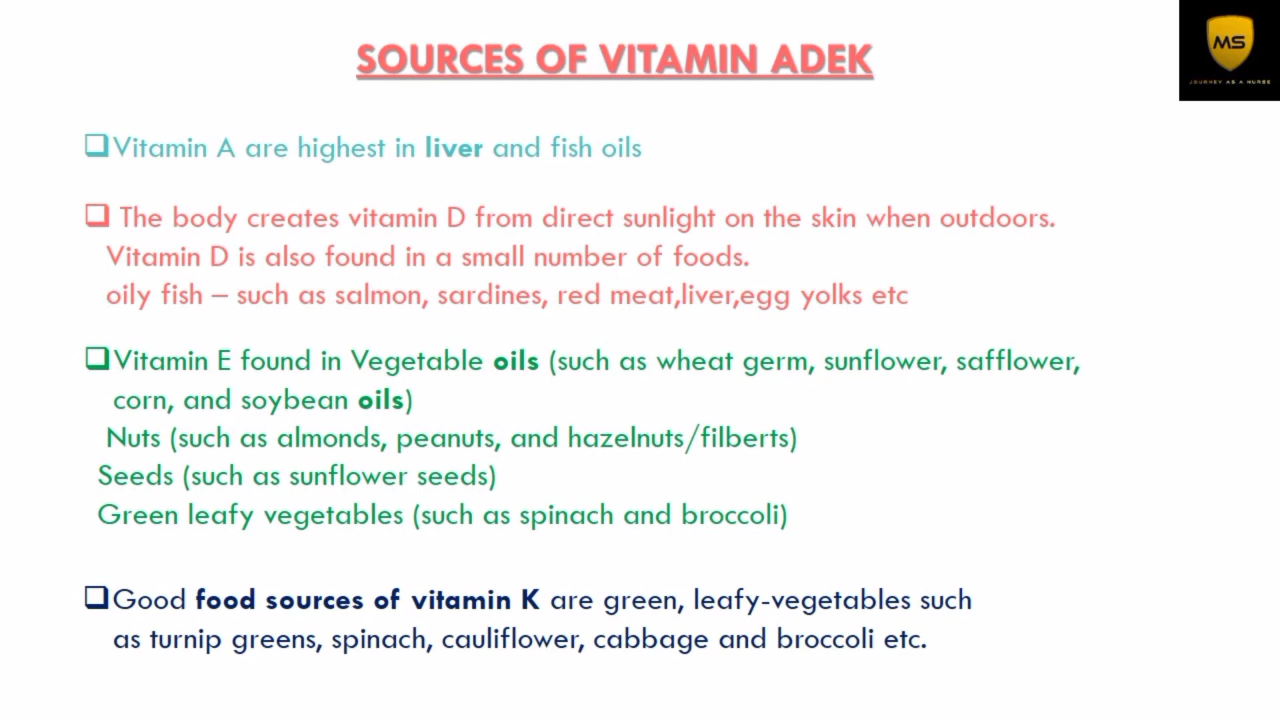 SOURCES OF VITAMIN ADEK
MS
JOURNEY AS A NURSE
Vitamin A are highest in liver and fish oils
The body creates vitamin D from direct sunlight on the skin when outdoors.
Vitamin D is also found in a small number of foods.
oily fish – such as salmon, sardines, red meat,liver,egg yolks etc
Vitamin E found in Vegetable oils (such as wheat germ, sunflower, safflower,
corn, and soybean oils)
Nuts (such as almonds, peanuts, and hazelnuts/filberts)
Seeds (such as sunflower seeds)
Green leafy vegetables (such as spinach and broccoli)
Good food sources of vitamin K are green, leafy-vegetables such
as turnip greens, spinach, cauliflower, cabbage and broccoli etc.